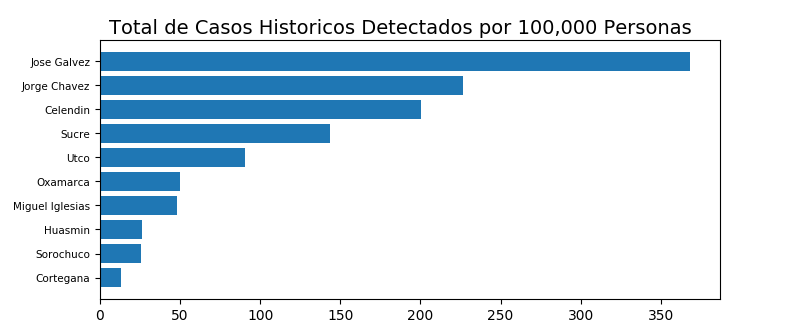 Total de Casos Historicos Detectados por 100,000 Personas
Jose Galvez
Jorge Chavez
Celendin
Sucre
Utco
Oxamarca
Miguel Iglesias
Huasmin
Sorochuco
Cortegana
0 50 100 150 200 250 300 350